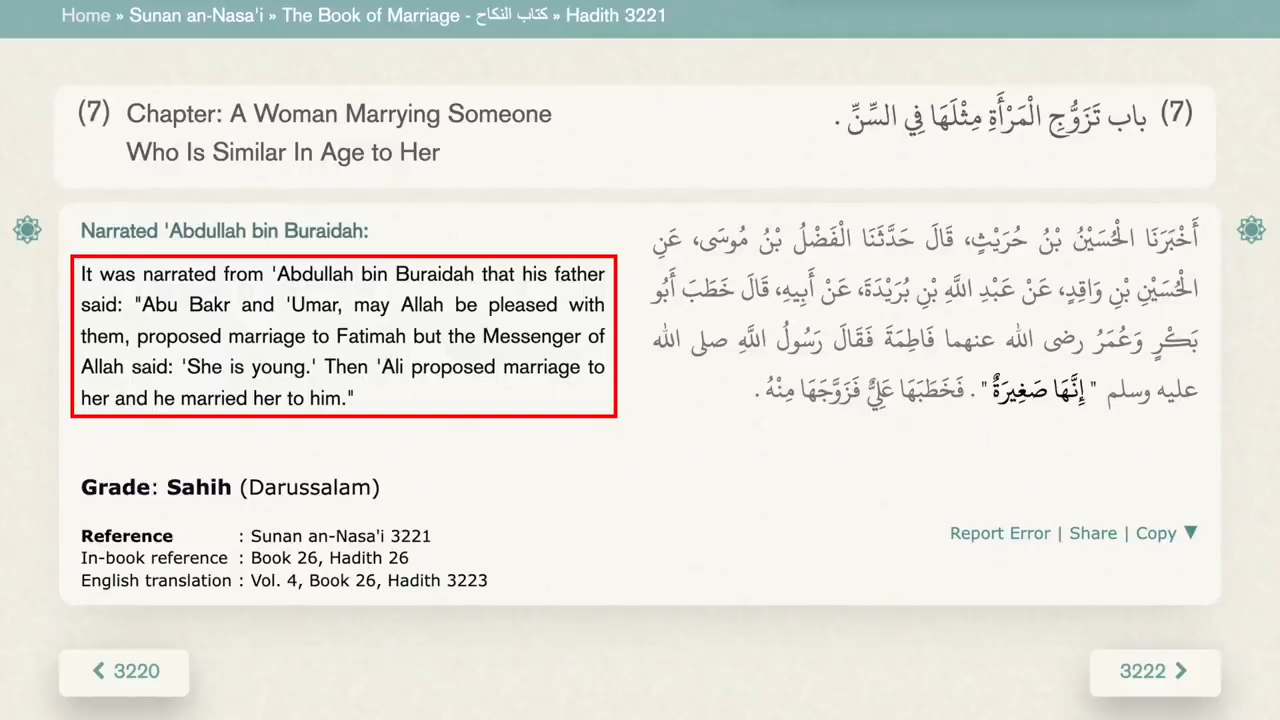 Home » Sunan an-Nasa'i » The Book of Marriage - كتاب النكاح » Hadith 3221
(7) Chapter: A Woman Marrying Someone
Who Is Similar In Age to Her
(7) باب تَزَوُّجِ الْمَرْأَةِ مِثْلَهَا فِي السِّنِّ .
Narrated 'Abdullah bin Buraidah:
It was narrated from 'Abdullah bin Buraidah that his father
said: "Abu Bakr and 'Umar, may Allah be pleased with
them, proposed marriage to Fatimah but the Messenger of
Allah said: 'She is young.' Then 'Ali proposed marriage to
her and he married her to him."
أَخْبَرَنَا الْحُسَيْنُ بْنُ حُرَيْثٍ، قَالَ حَدَّثَنَا الْفَضْلُ بْنُ مُوسَى، عَنِ
الْحُسَيْنِ بْنِ وَاقِدٍ، عَنْ عَبْدِ اللَّهِ بْنِ بُرَيْدَةَ، عَنْ أَبِيهِ، قَالَ خَطَبَ أَبُو
بَكْرٍ وَعُمَرُ رضى الله عنهما فَاطِمَةَ فَقَالَ رَسُولُ اللَّهِ صلى الله
عليه وسلم " إِنَّهَا صَغِيرَةٌ " . فَخَطَبَهَا عَلِيٌّ فَزَوَّجَهَا مِنْهُ .
Grade: Sahih (Darussalam)
Reference : Sunan an-Nasa'i 3221
In-book reference : Book 26, Hadith 26
English translation : Vol. 4, Book 26, Hadith 3223
Report Error | Share | Copy ▼
3220
3222